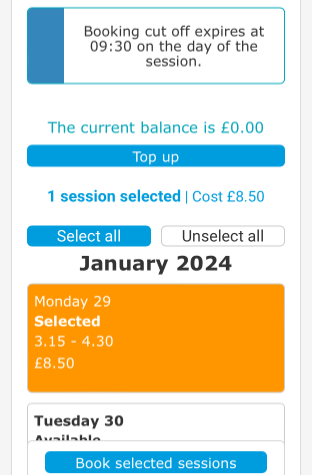 Booking cut off expires at
09:30 on the day of the
session.
The current balance is £0.00
Top up
1 session selected | Cost £8.50
Select all
Unselect all
January 2024
Monday 29
Selected
3.15 - 4.30
£8.50
Tuesday 30
Available
Book selected sessions